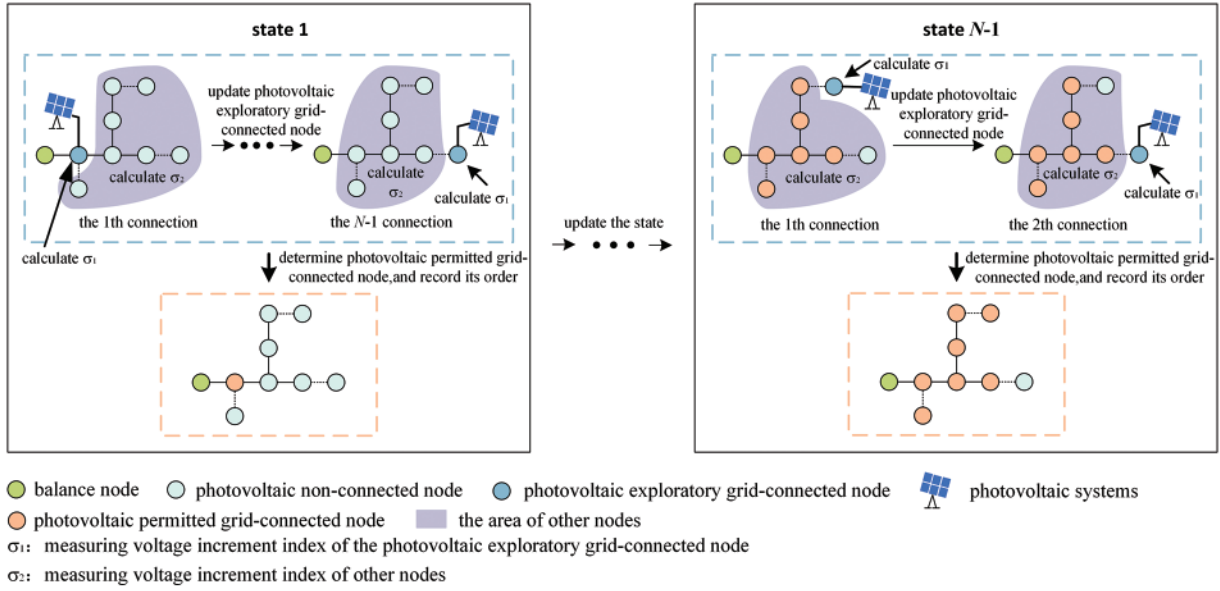 state 1
update photovoltaic
exploratory grid-
connected node
calculate σ₂
calculate σ₂
calculate σ₁
the 1th connection
the N-1 connection
calculate σ₁
determine photovoltaic permitted grid-
connected node,and record its order
update the state
state N-1
calculate σ₁
update photovoltaic
exploratory grid-
connected node
calculate σ₂
calculate σ₂
calculate σ₁
the 1th connection
the 2th connection
determine photovoltaic permitted grid-
connected node,and record its order
balance node photovoltaic non-connected node photovoltaic exploratory grid-connected node photovoltaic systems
photovoltaic permitted grid-connected node the area of other nodes
σ₁: measuring voltage increment index of the photovoltaic exploratory grid-connected node
σ₂: measuring voltage increment index of other nodes